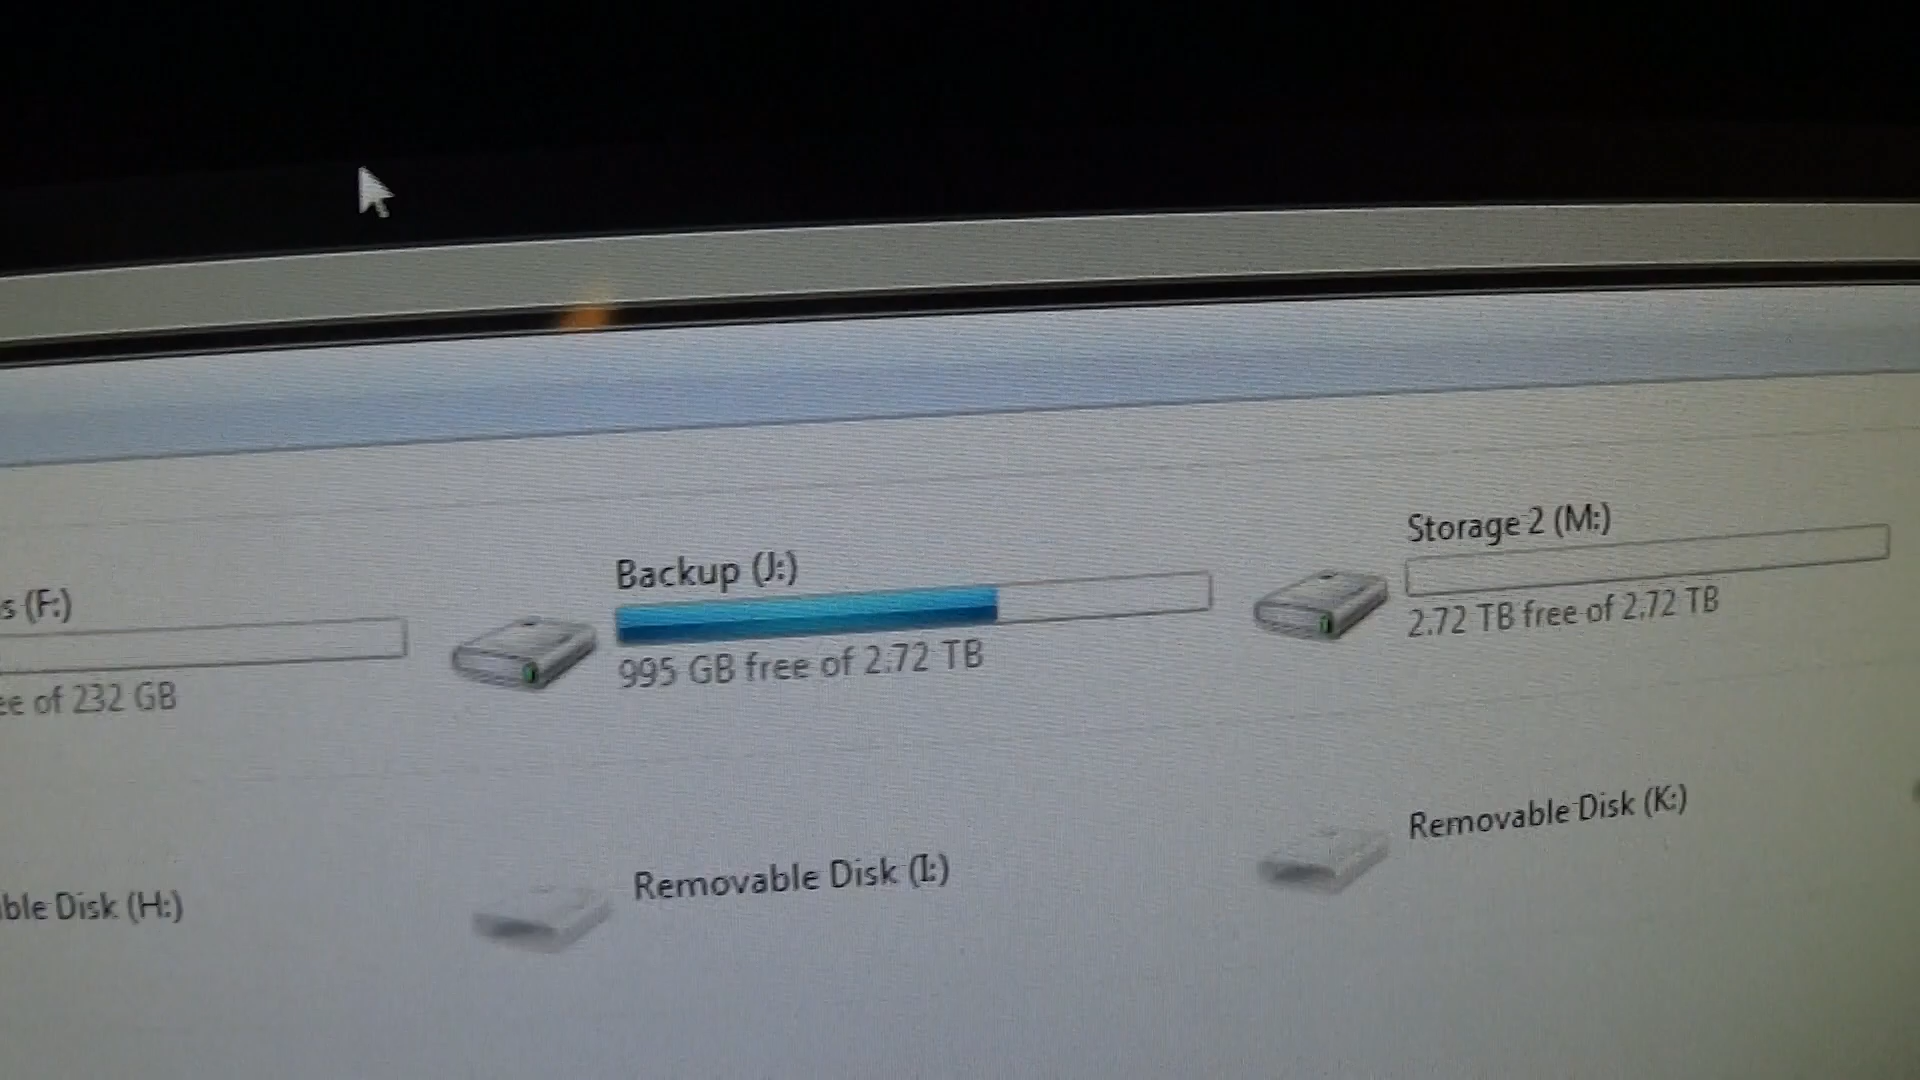 s (F:)
ee of 232 GB
Backup (J:)
995 GB free of 2.72 TB
Storage 2 (M:)
2.72 TB free of 2.72 TB
ble Disk (H:)
Removable Disk (I:)
Removable Disk (K:)